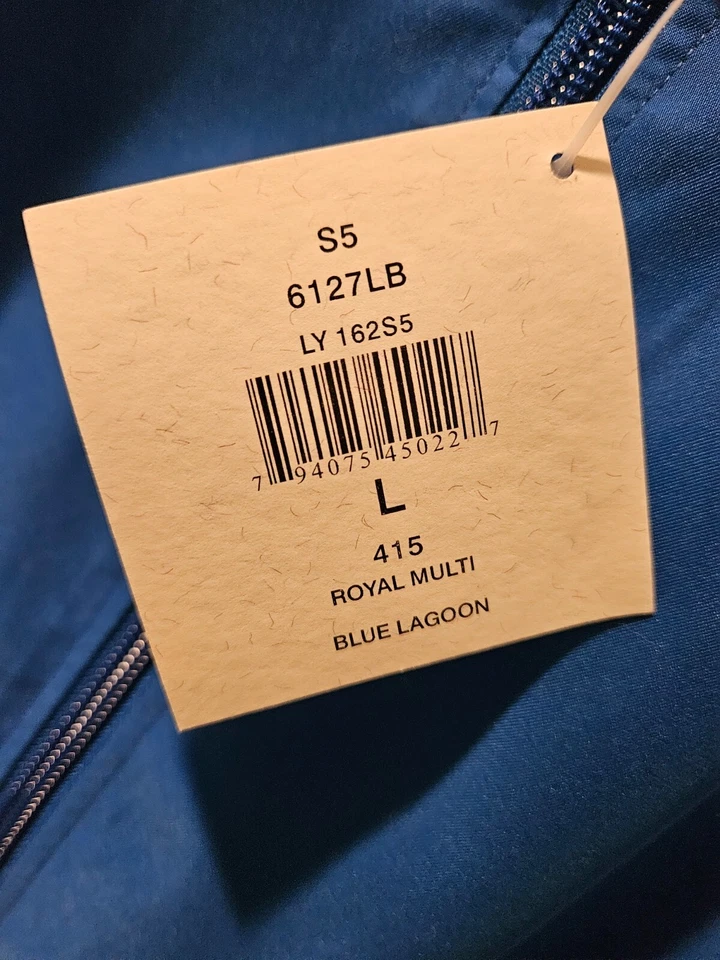 S5
6127LB
LY 162S5
7 94075 45022 7
L
415
ROYAL MULTI
BLUE LAGOON